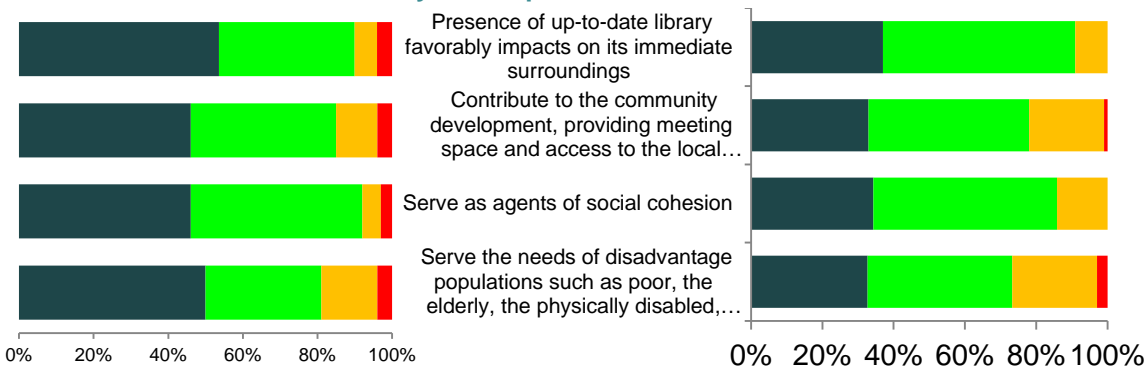 Presence of up-to-date library
favorably impacts on its immediate
surroundings
Contribute to the community
development, providing meeting
space and access to the local…
Serve as agents of social cohesion
Serve the needs of disadvantage
populations such as poor, the
elderly, the physically disabled,…
0% 20% 40% 60% 80% 100%
0% 20% 40% 60% 80% 100%